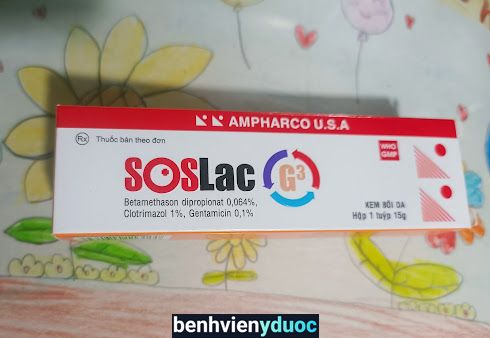 AMPHARCO U.S.A
Rx Thuốc bán theo đơn
WHO
GMP
SOSLac G³
Betamethason dipropionat 0,064%,
Clotrimazol 1%, Gentamicin 0,1%
KEM BÔI DA
Hộp 1 tuýp 15g
benhvienyduoc